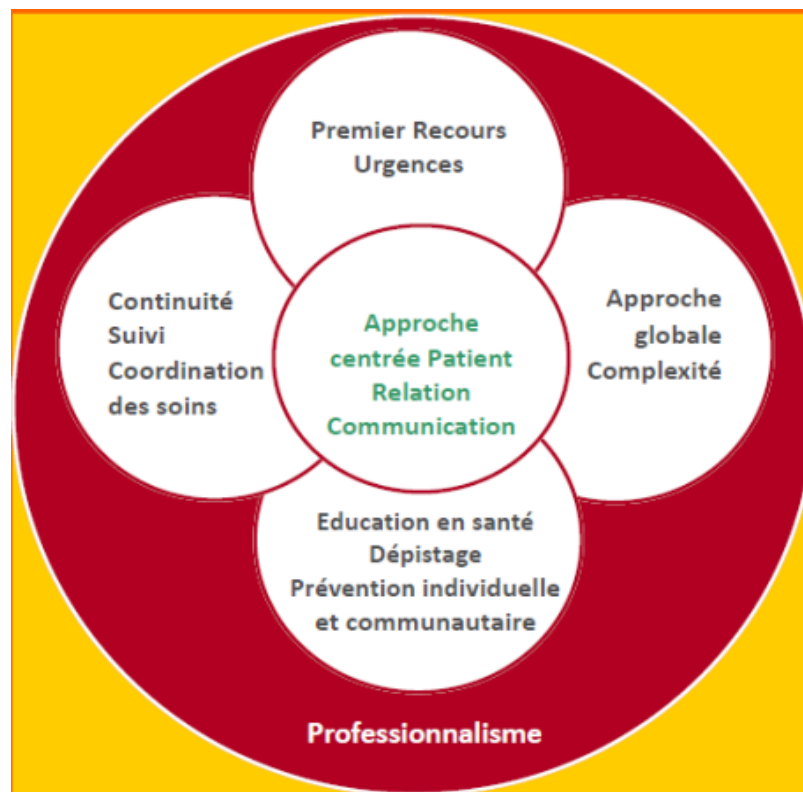 Premier Recours
Urgences
Continuité
Suivi
Coordination
des soins
Approche
centrée Patient
Relation
Communication
Approche
globale
Complexité
Education en santé
Dépistage
Prévention individuelle
et communautaire
Professionnalisme